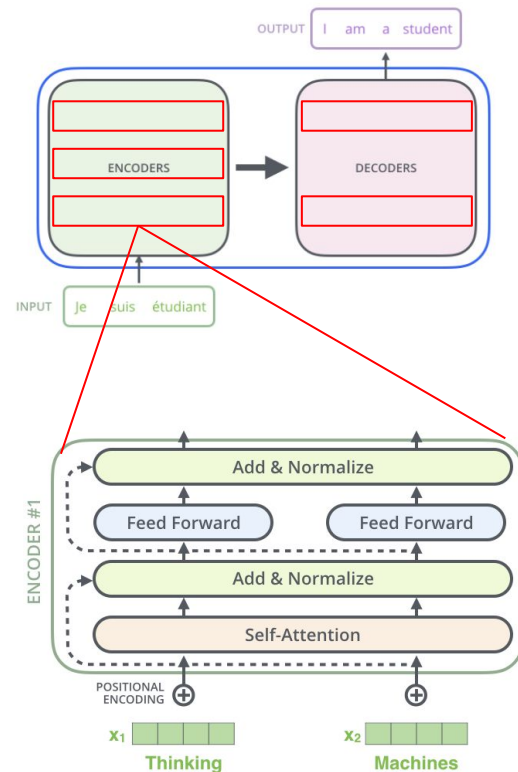 OUTPUT I am a student
ENCODERS DECODERS
INPUT Je suis étudiant
ENCODER #1
Add & Normalize
Feed Forward Feed Forward
Add & Normalize
Self-Attention
POSITIONAL
ENCODING
x₁ x₂
Thinking Machines